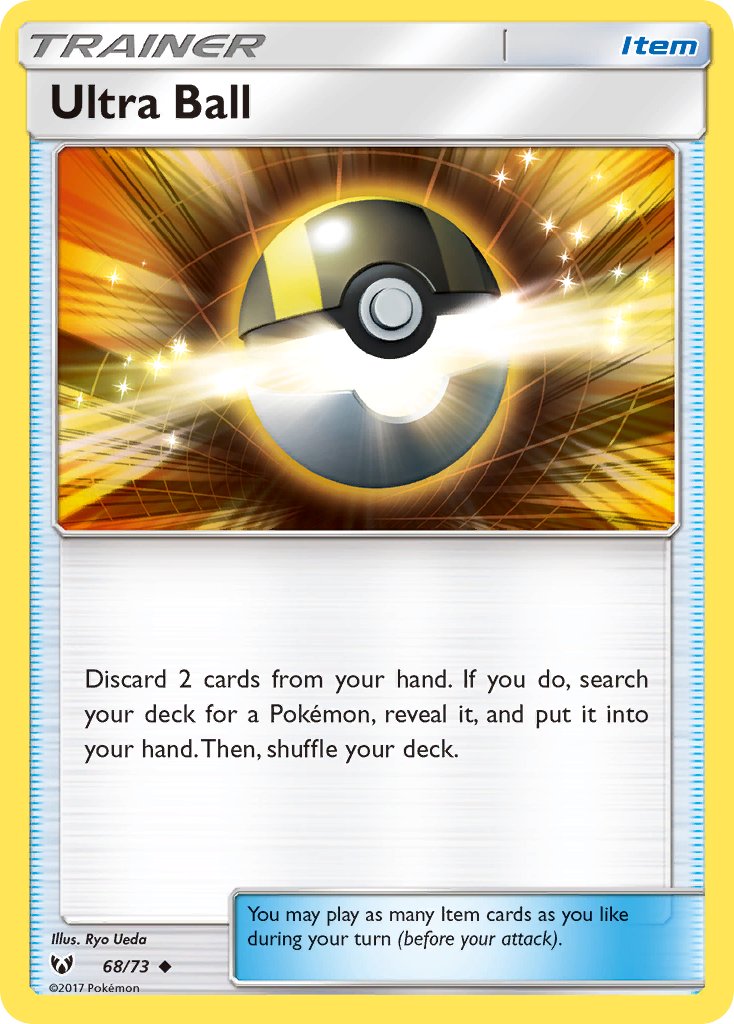 TRAINER
Item
Ultra Ball
Discard 2 cards from your hand. If you do, search
your deck for a Pokémon, reveal it, and put it into
your hand. Then, shuffle your deck.
You may play as many Item cards as you like
during your turn (before your attack).
Illus. Ryo Ueda
68/73 ◆
©2017 Pokémon